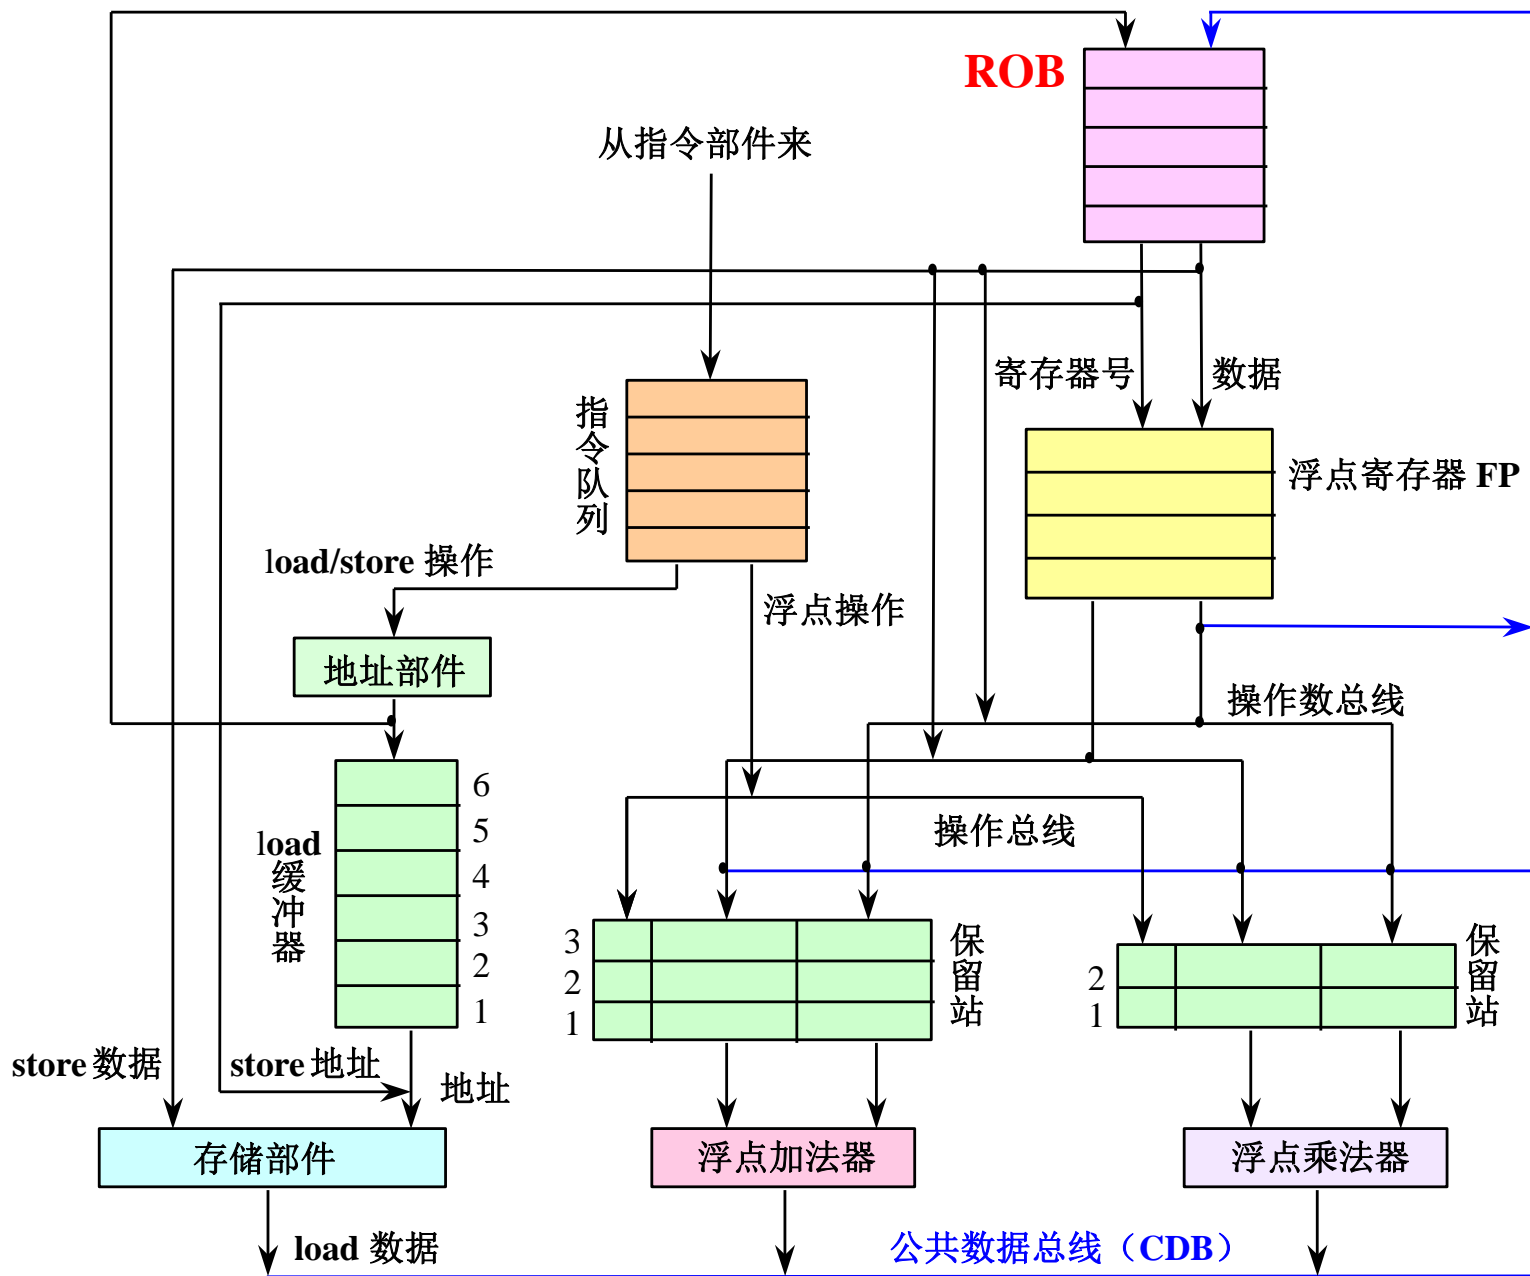 ROB
从指令部件来
寄存器号
数据
指令队列
浮点寄存器 FP
load/store 操作
浮点操作
地址部件
操作数总线
6
5
4
3
2
1
load
缓冲器
操作总线
3
2
1
保留站
2
1
保留站
store 数据
store 地址
地址
存储部件
浮点加法器
浮点乘法器
load 数据
公共数据总线（CDB）